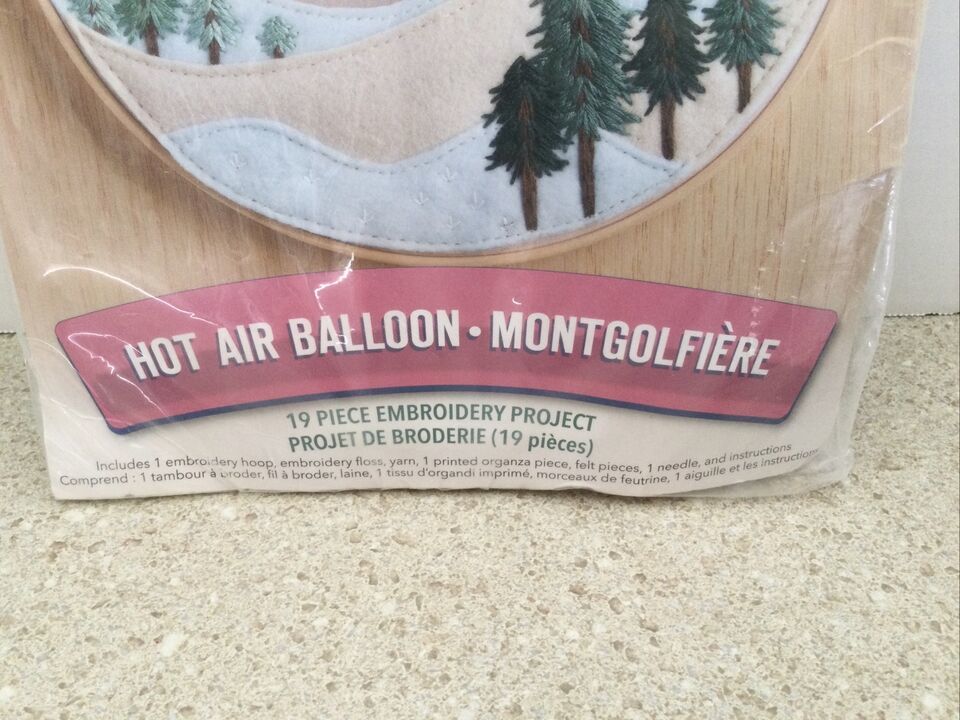 HOT AIR BALLOON • MONTGOLFIÈRE
19 PIECE EMBROIDERY PROJECT
PROJET DE BRODERIE (19 pièces)
Includes 1 embroidery hoop, embroidery floss, yarn, 1 printed organza piece, felt pieces, 1 needle, and instructions
Comprend : 1 tambour à broder, fil à broder, laine, 1 tissu d'organdi imprimé, morceaux de feutrine, 1 aiguille et les instructions